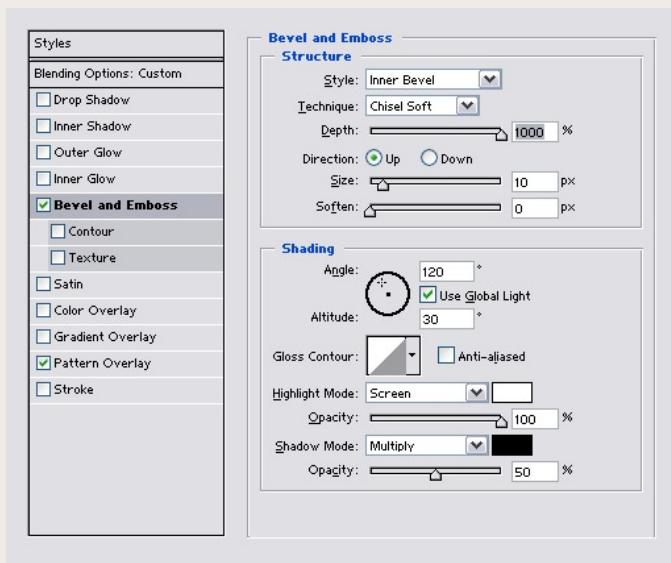 Styles
Blending Options: Custom
Drop Shadow
Inner Shadow
Outer Glow
Inner Glow
Bevel and Emboss
Contour
Texture
Satin
Color Overlay
Gradient Overlay
Pattern Overlay
Stroke
Bevel and Emboss
Structure
Style: Inner Bevel
Technique: Chisel Soft
Depth: 1000 %
Direction: Up Down
Size: 10 px
Soften: 0 px
Shading
Angle: 120 °
Use Global Light
Altitude: 30 °
Gloss Contour: Anti-aliased
Highlight Mode: Screen
Opacity: 100 %
Shadow Mode: Multiply
Opacity: 50 %